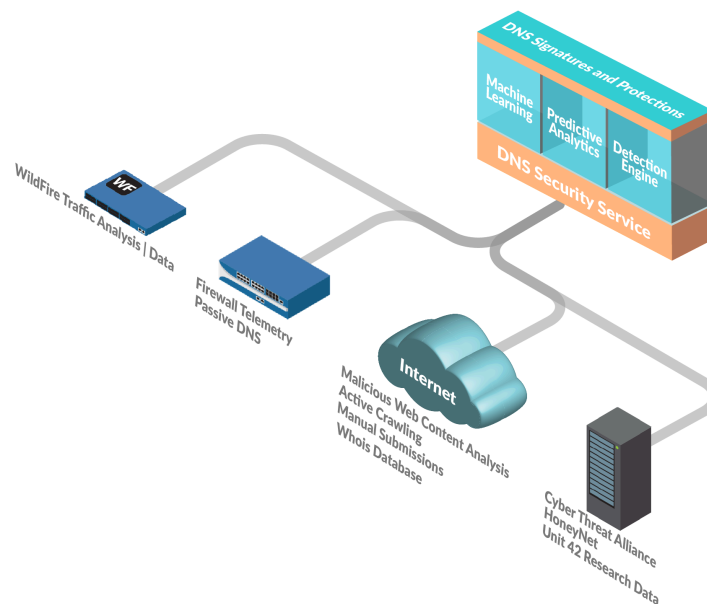 DNS Signatures and Protections
Machine
Learning
Predictive
Analytics
Detection
Engine
DNS Security Service
WF
WildFire Traffic Analysis | Data
Firewall Telemetry
Passive DNS
Internet
Malicious Web Content Analysis
Active Crawling
Manual Submissions
Whois Database
Cyber Threat Alliance
HoneyNet
Unit 42 Research Data